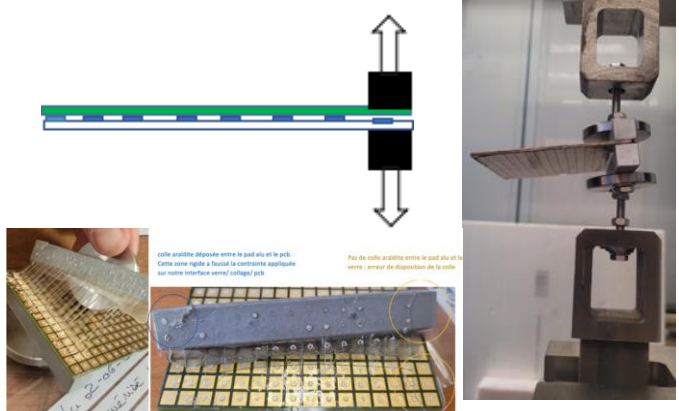 colle araldite déposée entre le pad alu et le pcb.
Cette zone rigide a faussé la contrainte appliquée
sur notre interface verre/ collage/ pcb
Pas de colle araldite entre le pad alu et le
verre : erreur de disposition de la colle